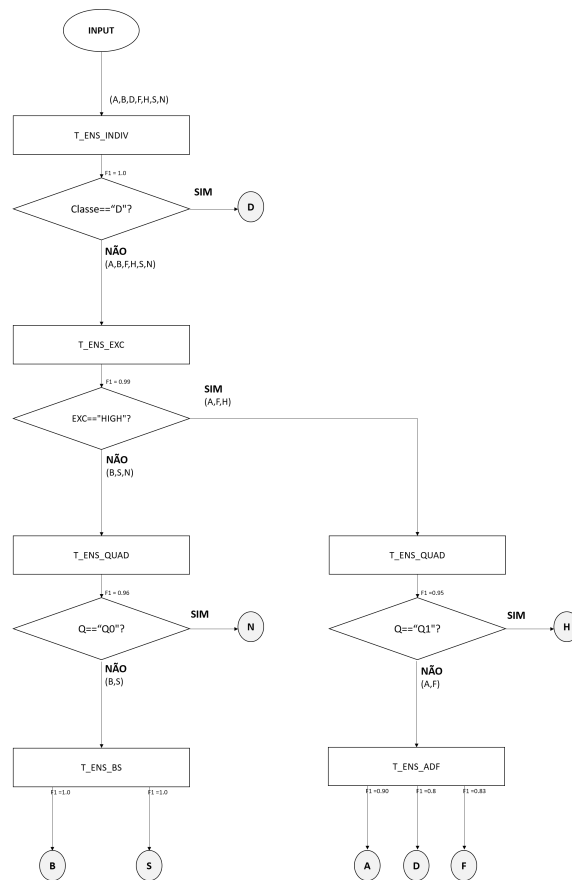 INPUT
(A,B,D,F,H,S,N)
T_ENS_INDIV
F1 = 1.0
Classe==“D"?
SIM
D
NÃO
(A,B,F,H,S,N)
T_ENS_EXC
F1 = 0.99
EXC=="HIGH"?
SIM
(A,F,H)
NÃO
(B,S,N)
T_ENS_QUAD
F1 = 0.96
Q==“Q0"?
SIM
N
NÃO
(B,S)
T_ENS_QUAD
F1 =0.95
Q==“Q1"?
SIM
H
NÃO
(A,F)
T_ENS_BS
F1 =1.0
F1 =1.0
B
S
T_ENS_ADF
F1 =0.90
F1 =0.8
F1 =0.83
A
D
F